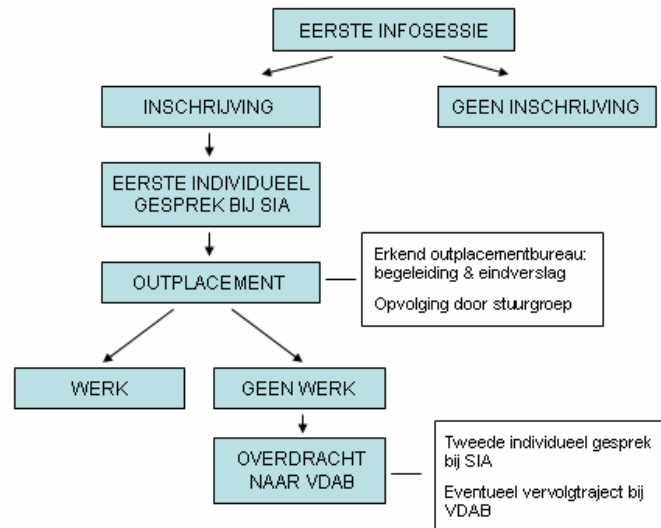 EERSTE INFOSESSIE
INSCHRIJVING
GEEN INSCHRIJVING
EERSTE INDIVIDUEEL
GESPREK BIJ SIA
OUTPLACEMENT
Erkend outplacementbureau:
begeleiding & eindverslag
Opvolging door stuurgroep
WERK
GEEN WERK
OVERDRACHT
NAAR VDAB
Tweede individueel gesprek
bij SIA
Eventueel vervolgtraject bij
VDAB